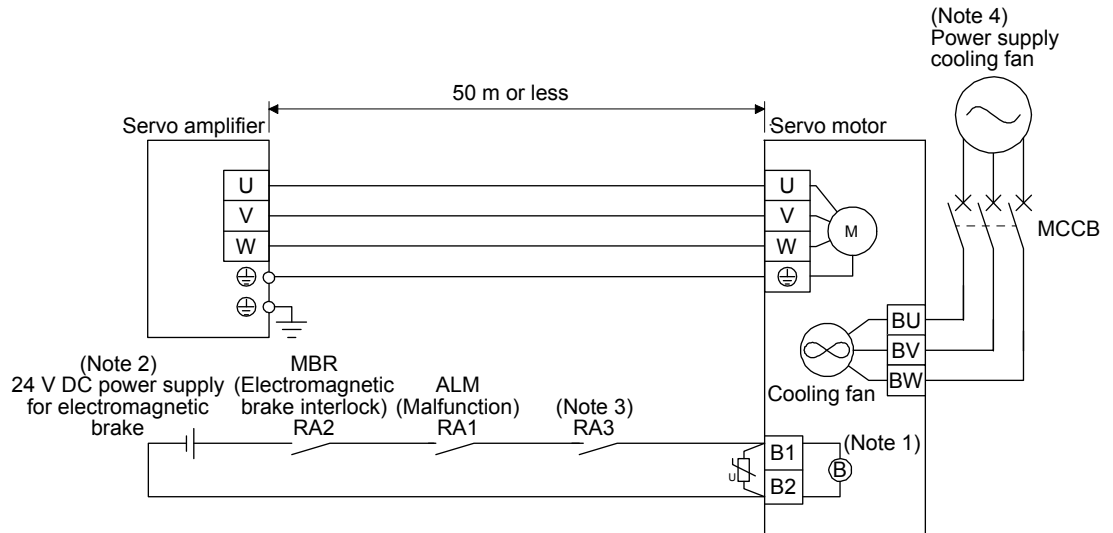 (Note 4)
Power supply
cooling fan
50 m or less
Servo amplifier
Servo motor
U
V
W
U
V
W
M
MCCB
BU
BV
BW
Cooling fan
(Note 2)
24 V DC power supply
for electromagnetic
brake
MBR
(Electromagnetic
brake interlock)
RA2
ALM
(Malfunction)
RA1
(Note 3)
RA3
U
B1
B2
B
(Note 1)